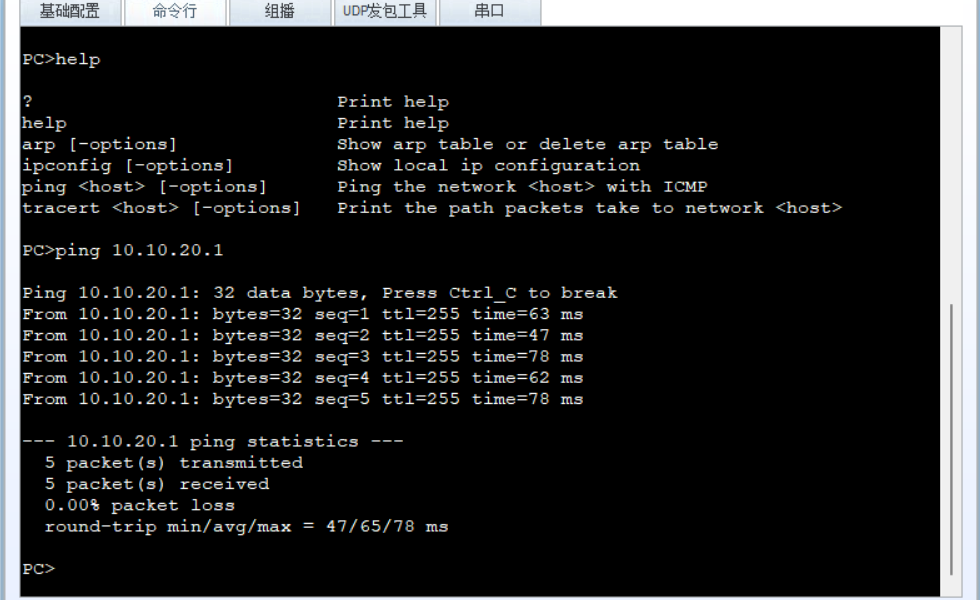 基础配置 命令行 组播 UDP发包工具 串口
PC>help
? Print help
help Print help
arp [-options] Show arp table or delete arp table
ipconfig [-options] Show local ip configuration
ping <host> [-options] Ping the network <host> with ICMP
tracert <host> [-options] Print the path packets take to network <host>
PC>ping 10.10.20.1
Ping 10.10.20.1: 32 data bytes, Press Ctrl_C to break
From 10.10.20.1: bytes=32 seq=1 ttl=255 time=63 ms
From 10.10.20.1: bytes=32 seq=2 ttl=255 time=47 ms
From 10.10.20.1: bytes=32 seq=3 ttl=255 time=78 ms
From 10.10.20.1: bytes=32 seq=4 ttl=255 time=62 ms
From 10.10.20.1: bytes=32 seq=5 ttl=255 time=78 ms
--- 10.10.20.1 ping statistics ---
5 packet(s) transmitted
5 packet(s) received
0.00% packet loss
round-trip min/avg/max = 47/65/78 ms
PC>